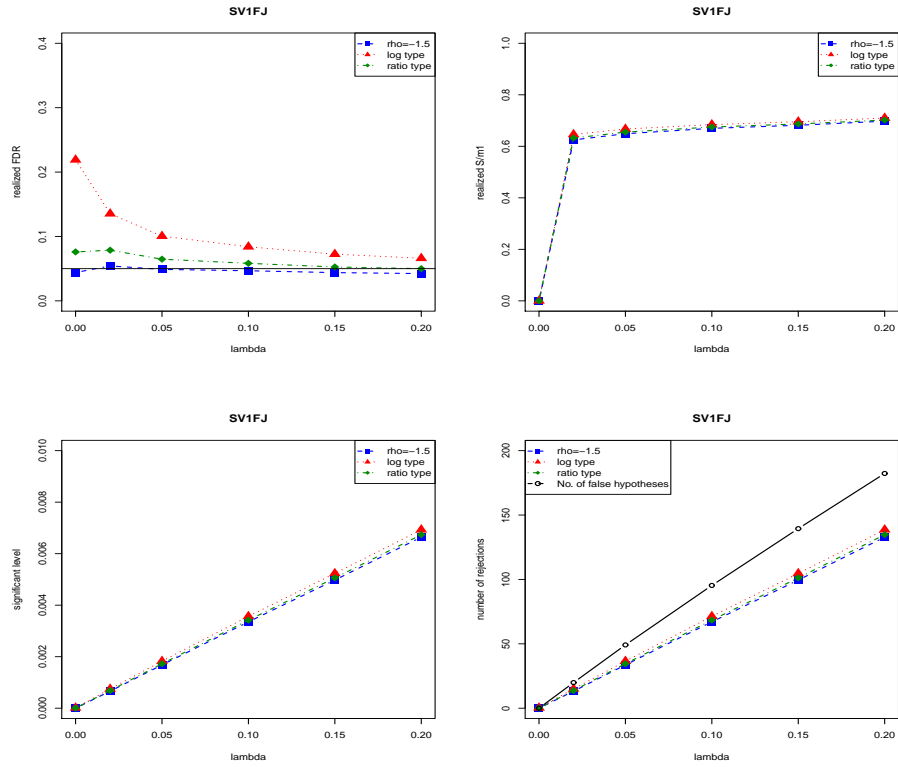 SV1FJ
realized FDR
0.4
0.3
0.2
0.1
0.0
rho=−1.5
log type
ratio type
0.00 0.05 0.10 0.15 0.20
lambda
SV1FJ
realized S/m1
1.0
0.8
0.6
0.4
0.2
0.0
rho=−1.5
log type
ratio type
0.00 0.05 0.10 0.15 0.20
lambda
SV1FJ
significant level
0.010
0.008
0.006
0.004
0.002
0.000
rho=−1.5
log type
ratio type
0.00 0.05 0.10 0.15 0.20
lambda
SV1FJ
number of rejections
200
150
100
50
0
rho=−1.5
log type
ratio type
No. of false hypotheses
0.00 0.05 0.10 0.15 0.20
lambda